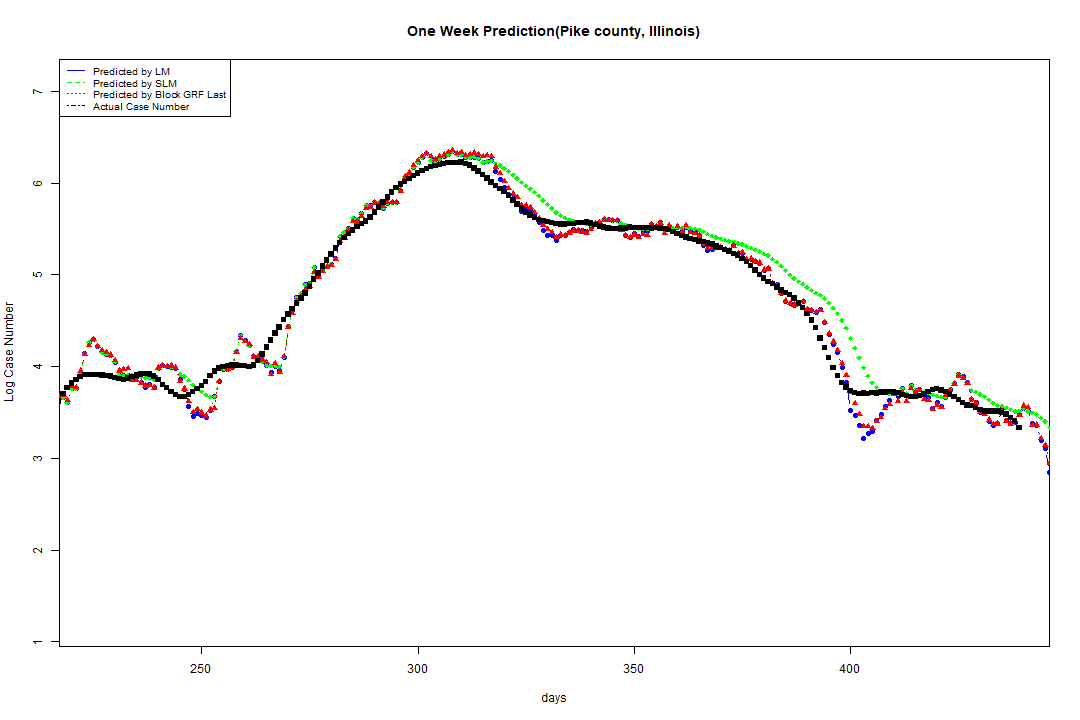 One Week Prediction(Pike county, Illinois)
Predicted by LM
Predicted by SLM
Predicted by Block GRF Last
Actual Case Number
7
6
5
4
3
2
1
Log Case Number
250 300 350 400
days